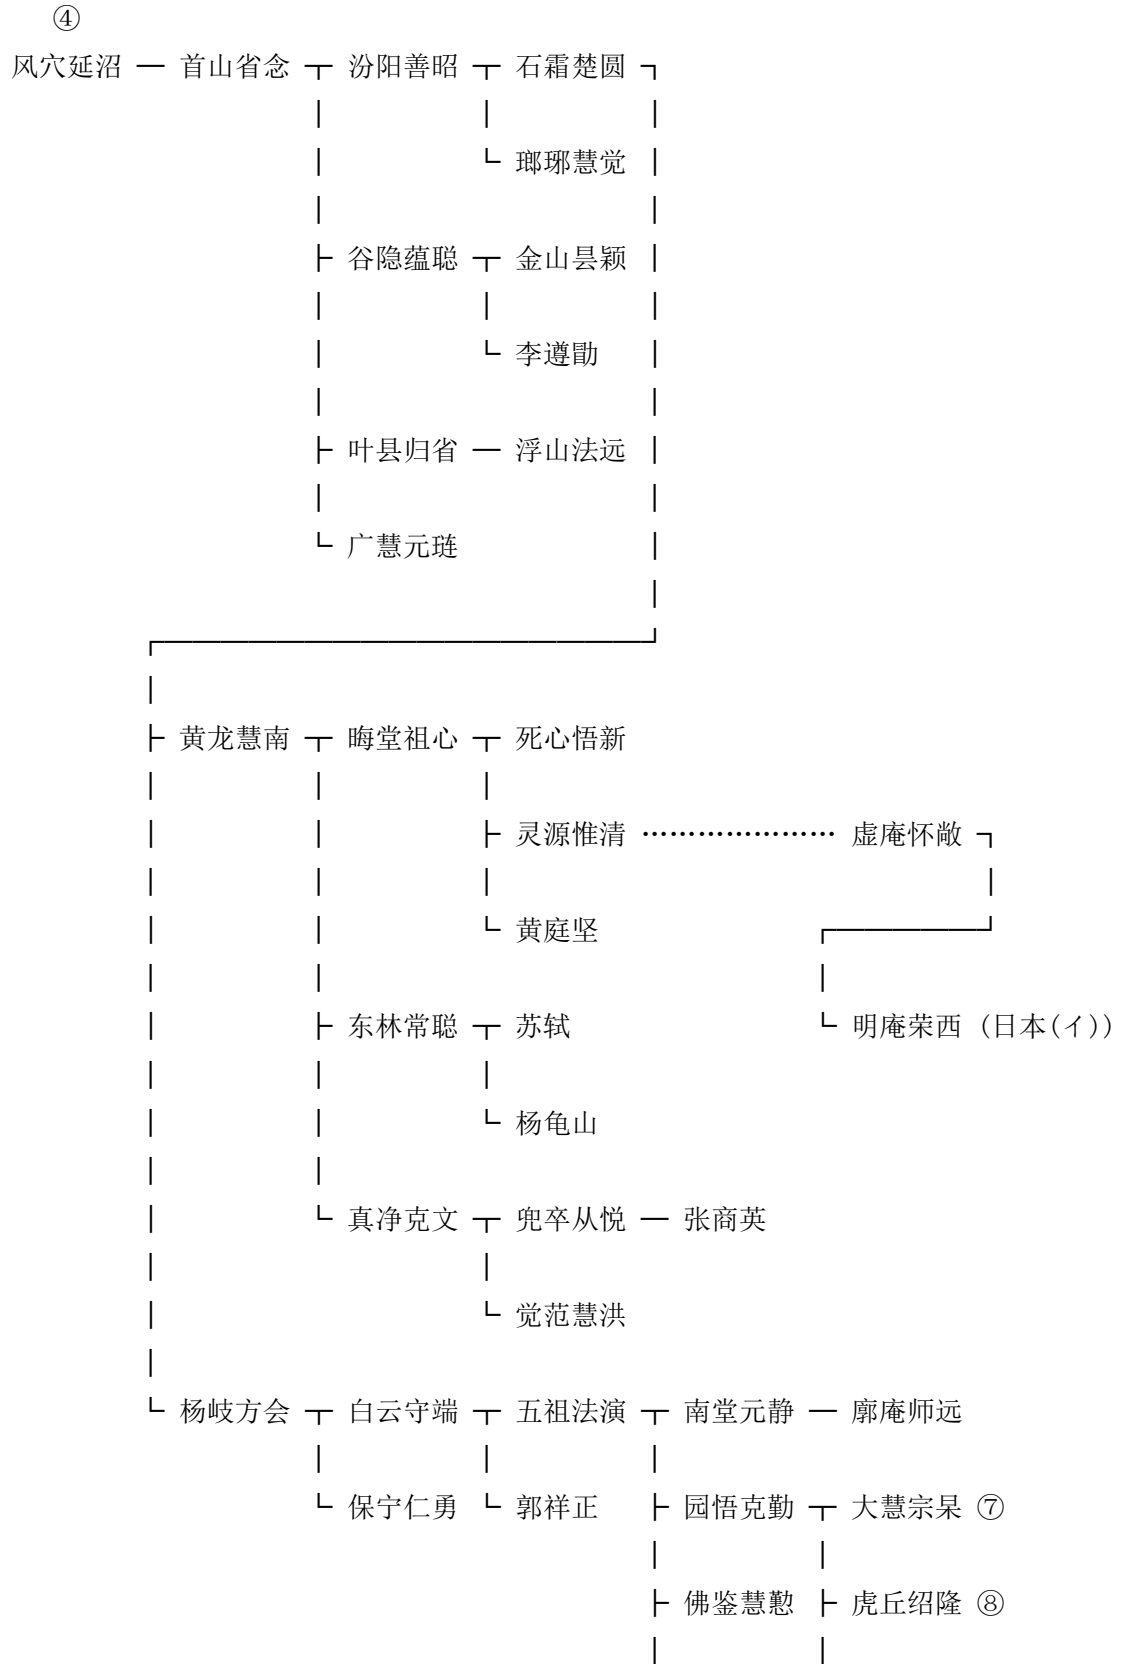 ④
风穴延沼 ─ 首山省念 ┬ 汾阳善昭 ┬ 石霜楚圆 ┐
└ 瑯琊慧觉
├ 谷隐蕴聪 ┬ 金山昙颖
└ 李遵勖
├ 叶县归省 ─ 浮山法远
└ 广慧元琏
├ 黄龙慧南 ┬ 晦堂祖心 ┬ 死心悟新
├ 灵源惟清 ………………… 虚庵怀敞 ┐
└ 黄庭坚
├ 东林常聪 ┬ 苏轼 └ 明庵荣西 (日本(イ))
└ 杨龟山
└ 真净克文 ┬ 兜卒从悦 ─ 张商英
└ 觉范慧洪
└ 杨岐方会 ┬ 白云守端 ┬ 五祖法演 ┬ 南堂元静 ─ 廓庵师远
└ 保宁仁勇 └ 郭祥正 ├ 园悟克勤 ┬ 大慧宗杲 ⑦
├ 佛鉴慧懃 ├ 虎丘绍隆 ⑧